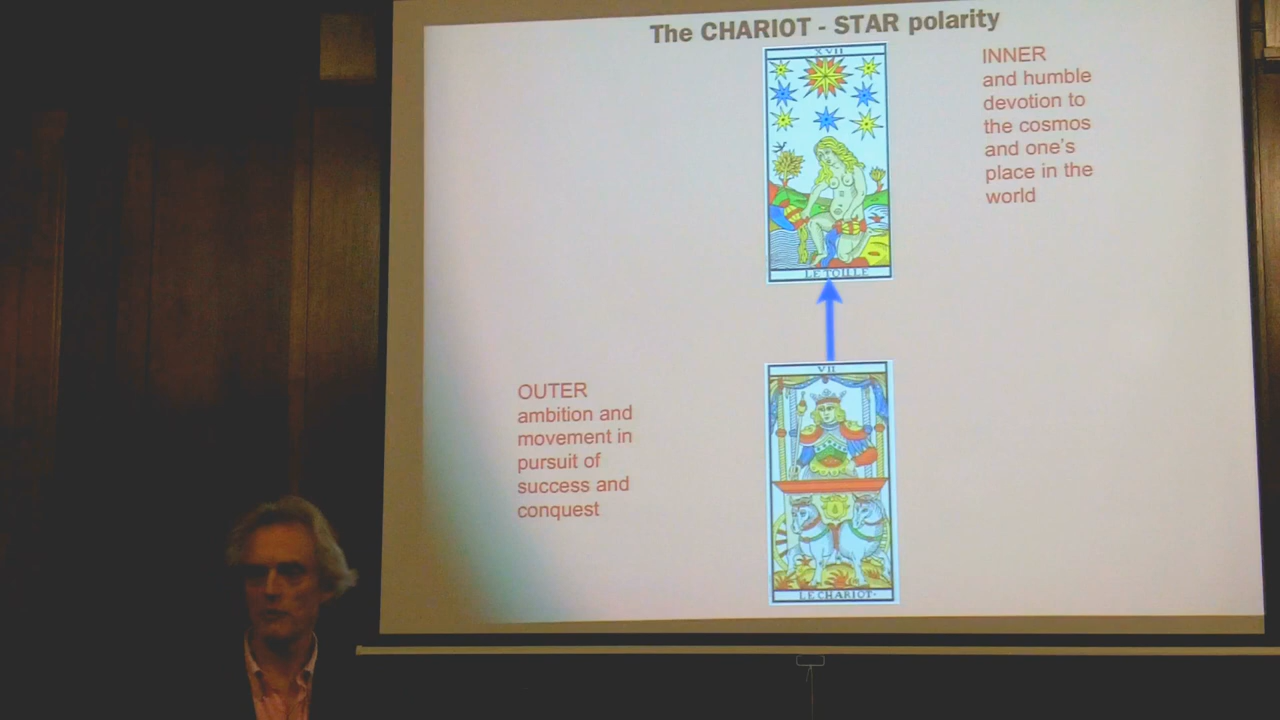 The CHARIOT - STAR polarity
XVII
INNER
and humble
devotion to
the cosmos
and one's
place in the
world
LE TOILLE
VII
OUTER
ambition and
movement in
pursuit of
success and
conquest
LE CHARIOT·